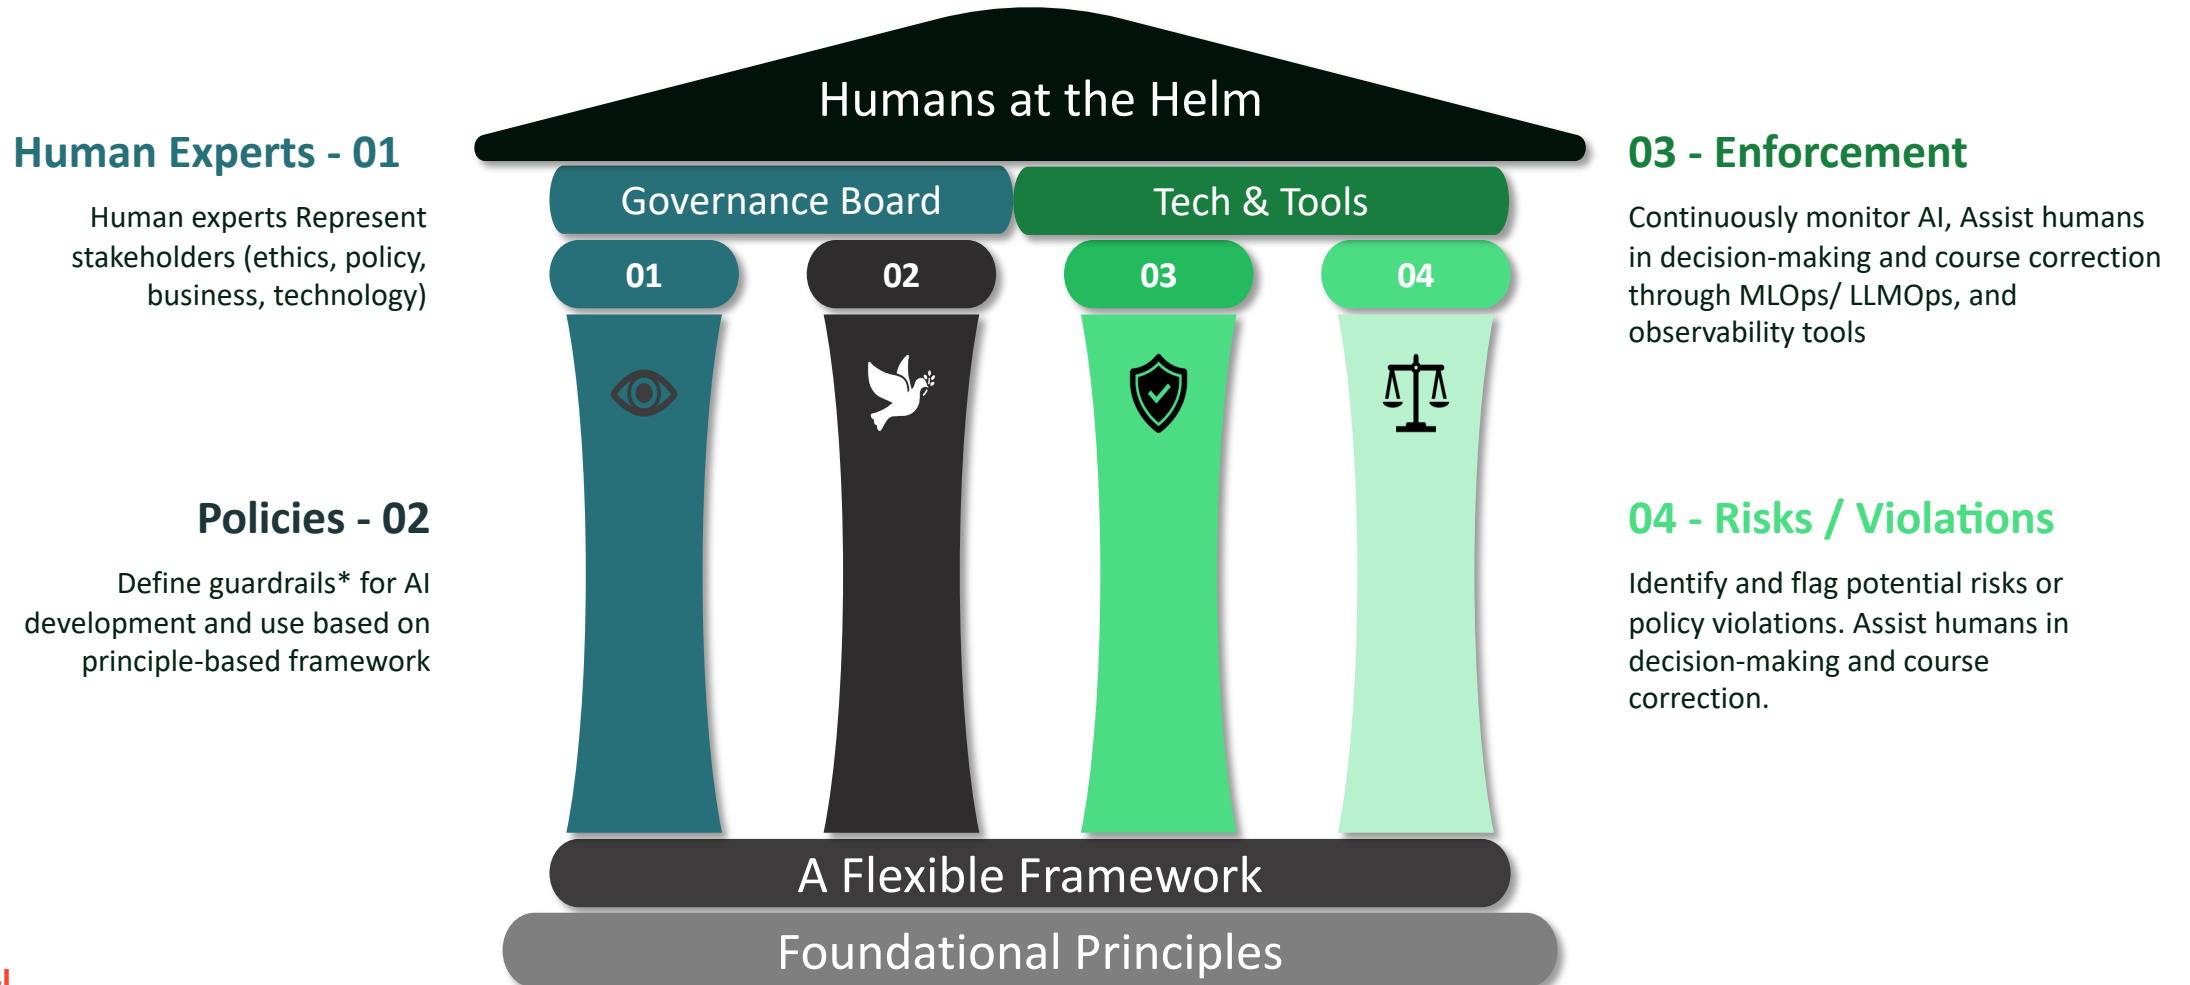 Humans at the Helm
Governance Board
Tech & Tools
01
02
03
04
Human Experts - 01
Human experts Represent
stakeholders (ethics, policy,
business, technology)
Policies - 02
Define guardrails* for AI
development and use based on
principle-based framework
03 - Enforcement
Continuously monitor AI, Assist humans
in decision-making and course correction
through MLOps/ LLMOps, and
observability tools
04 - Risks / Violations
Identify and flag potential risks or
policy violations. Assist humans in
decision-making and course
correction.
A Flexible Framework
Foundational Principles